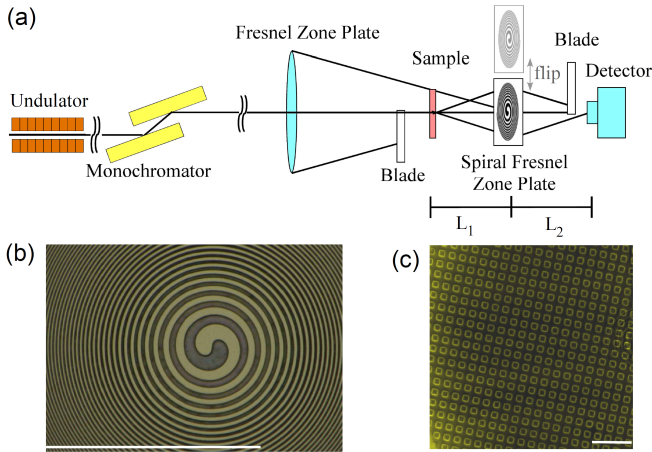 (a)
Fresnel Zone Plate
Sample
Blade
flip
Detector
Undulator
Monochromator
Blade
Spiral Fresnel
Zone Plate
L1
L2
(b)
(c)